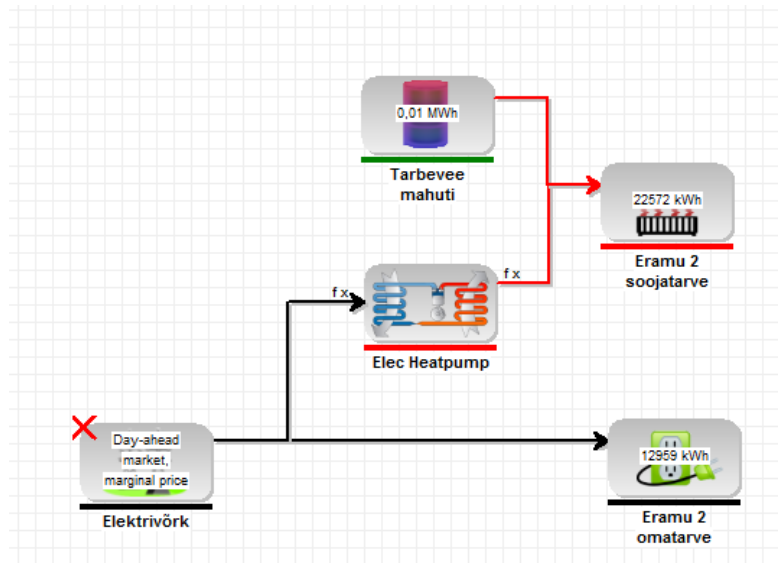 0,01 MWh
Tarbevee
mahuti
22572 kWh
Eramu 2
soojatarve
f x
f x
Elec Heatpump
Day-ahead
market,
marginal price
Elektrivõrk
12959 kWh
Eramu 2
omatarve